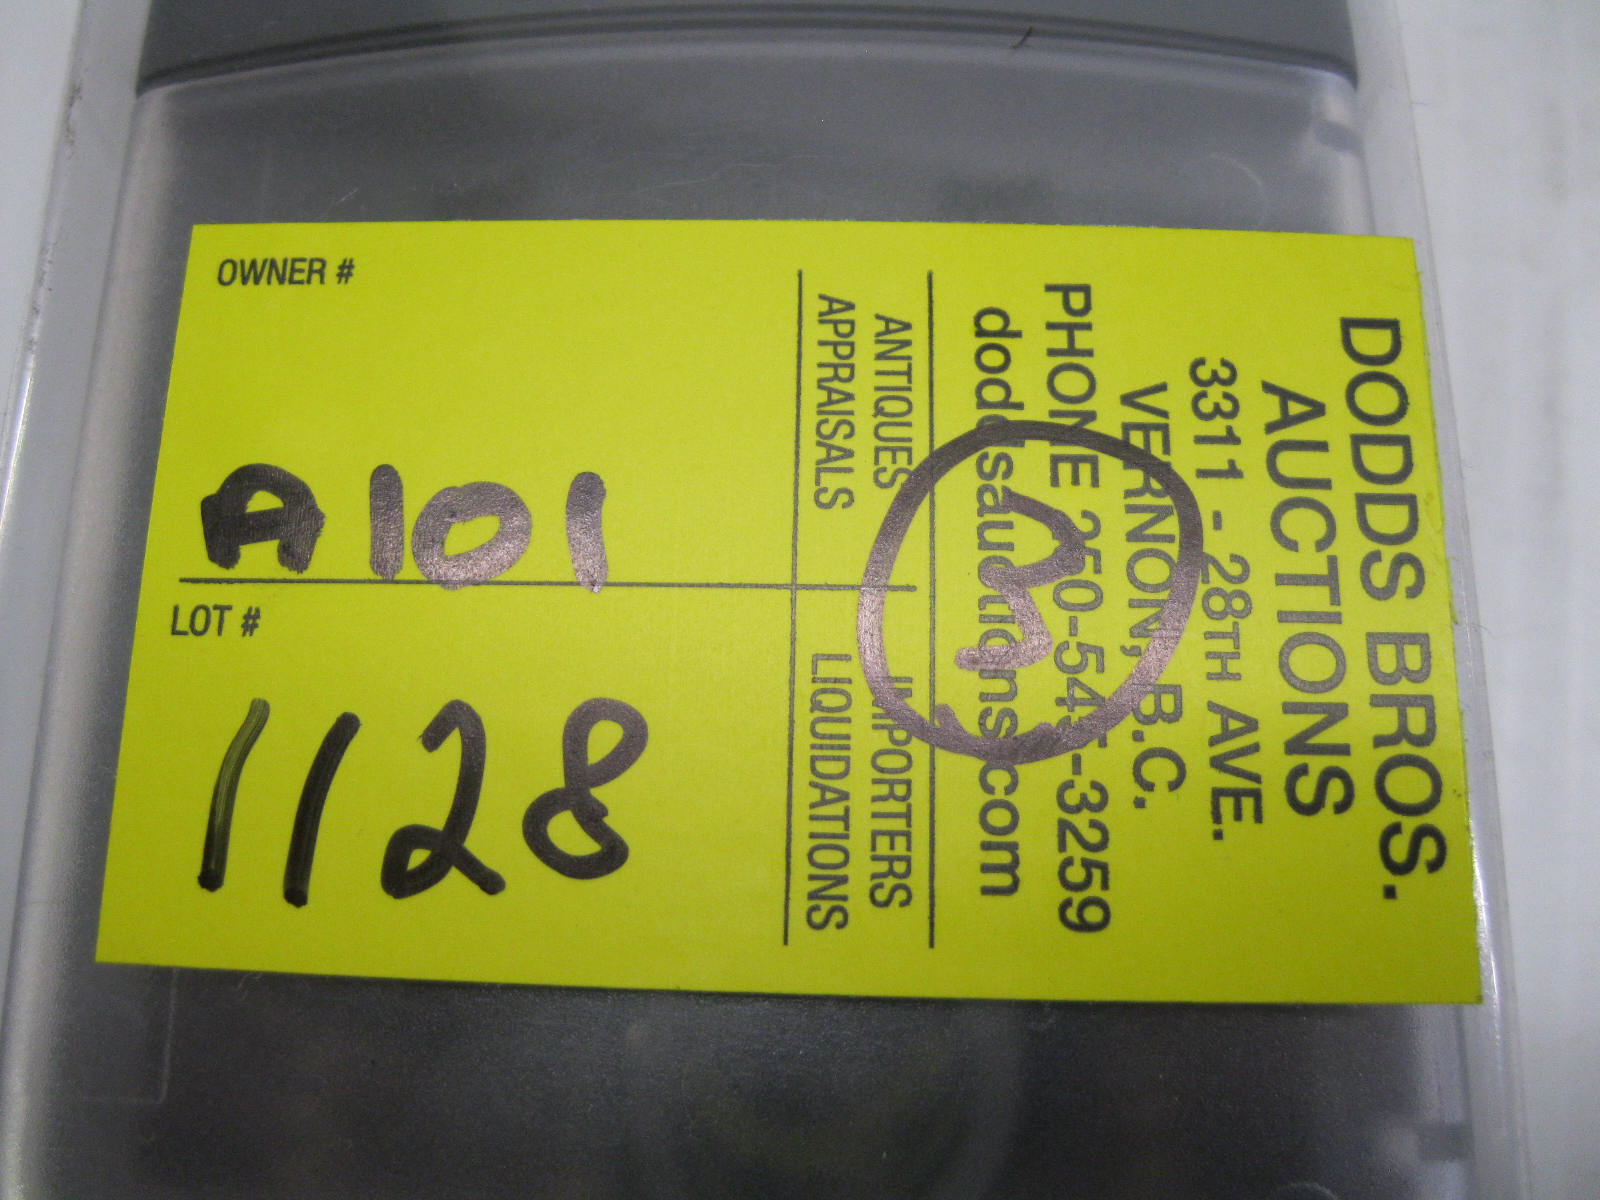 OWNER #
A101
LOT #
1128
DODDS BROS.
AUCTIONS
3311 - 28TH AVE.
VERNON, B.C.
PHONE 250-545-3259
doddsauctions.com
ANTIQUES
APPRAISALS
IMPORTERS
LIQUIDATIONS
3